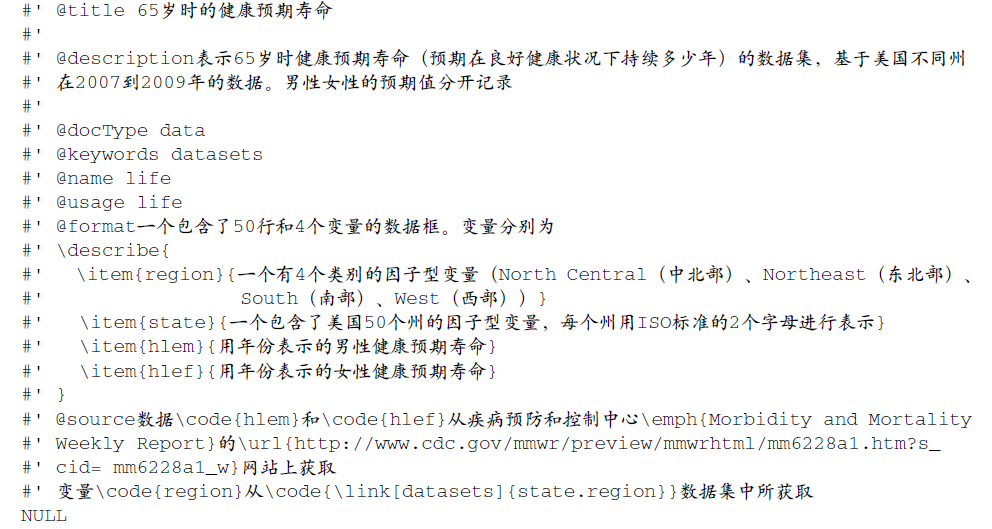 #' @title 65岁时的健康预期寿命
#'
#' @description表示65岁时健康预期寿命（预期在良好健康状况下持续多少年）的数据集，基于美国不同州
#' 在2007到2009年的数据。男性女性的预期值分开记录
#'
#' @docType data
#' @keywords datasets
#' @name life
#' @usage life
#' @format一个包含了50行和4个变量的数据框。变量分别为
#' \describe{
#'   \item{region}{一个有4个类别的因子型变量（North Central（中北部）、Northeast（东北部）、
#'                 South（南部）、West（西部））}
#'   \item{state}{一个包含了美国50个州的因子型变量，每个州用ISO标准的2个字母进行表示}
#'   \item{hlem}{用年份表示的男性健康预期寿命}
#'   \item{hlef}{用年份表示的女性健康预期寿命}
#' }
#' @source数据\code{hlem}和\code{hlef}从疾病预防和控制中心\emph{Morbidity and Mortality
#' Weekly Report}的\url{http://www.cdc.gov/mmwr/preview/mmwrhtml/mm6228a1.htm?s_
#' cid= mm6228a1_w}网站上获取
#' 变量\code{region}从\code{\link[datasets]{state.region}}数据集中所获取
NULL